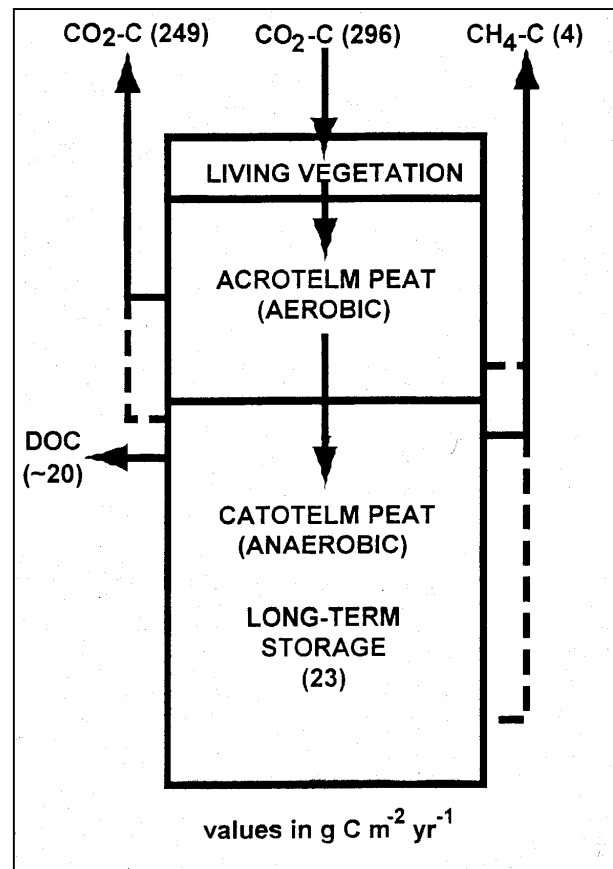 CO₂-C (249) CO₂-C (296) CH₄-C (4)
LIVING VEGETATION
ACROTELM PEAT
(AEROBIC)
DOC
(~20)
CATOTELM PEAT
(ANAEROBIC)
LONG-TERM
STORAGE
(23)
values in g C m⁻² yr⁻¹